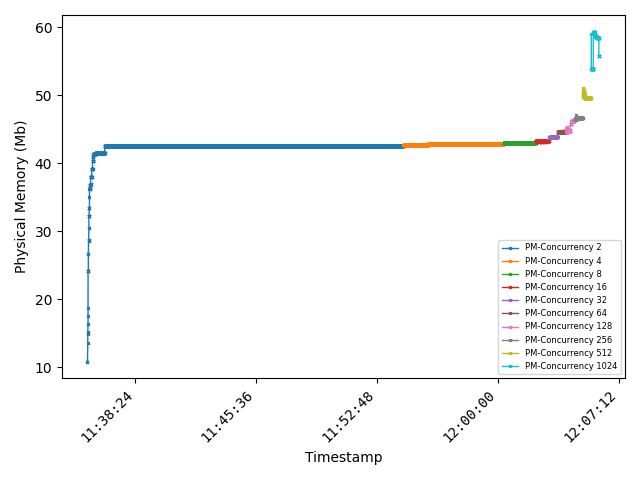 60
50
40
30
20
10
Physical Memory (Mb)
PM-Concurrency 2
PM-Concurrency 4
PM-Concurrency 8
PM-Concurrency 16
PM-Concurrency 32
PM-Concurrency 64
PM-Concurrency 128
PM-Concurrency 256
PM-Concurrency 512
PM-Concurrency 1024
11:38:24
11:45:36
11:52:48
12:00:00
12:07:12
Timestamp